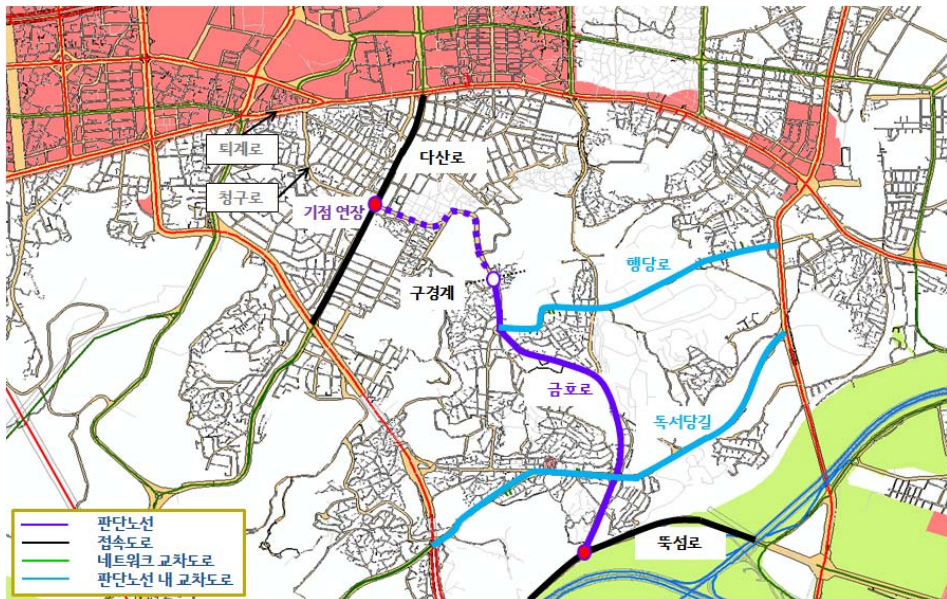 퇴계로
다산로
청구로
기점 연장
구경계
행당로
금호로
독서당길
뚝섬로
판단노선
접속도로
네트워크 교차도로
판단노선 내 교차도로